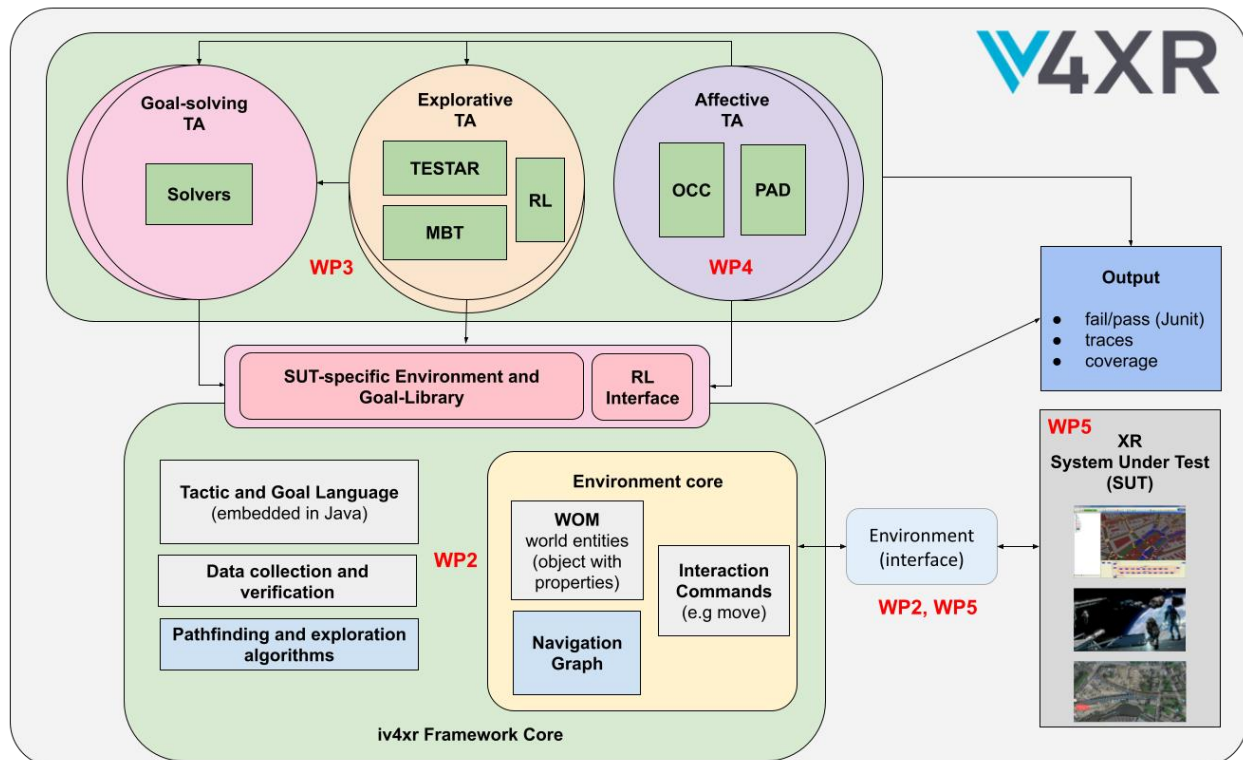 iv4XR
Goal-solving
TA
Solvers
Explorative
TA
TESTAR
MBT
RL
Affective
TA
OCC
PAD
WP3
WP4
Output
● fail/pass (Junit)
● traces
● coverage
SUT-specific Environment and
Goal-Library
RL
Interface
Tactic and Goal Language
(embedded in Java)
Data collection and
verification
Pathfinding and exploration
algorithms
WP2
Environment core
WOM
world entities
(object with
properties)
Navigation
Graph
Interaction
Commands
(e.g move)
iv4xr Framework Core
Environment
(interface)
WP2, WP5
WP5
XR
System Under Test
(SUT)